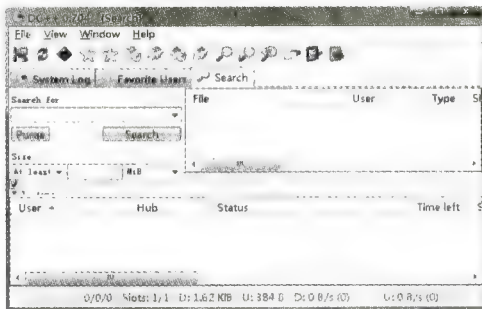 DC++ 0.704 - [Search]
File View Window Help
System Log Favorite Users Search
Search for
Purge Search
Size
At least MiB
File User Type
User Hub Status Time left
0/0/0 Slots: 1/1 D: 1.62 KiB U: 384 B D: 0 B/s (0) U: 0 B/s (0)